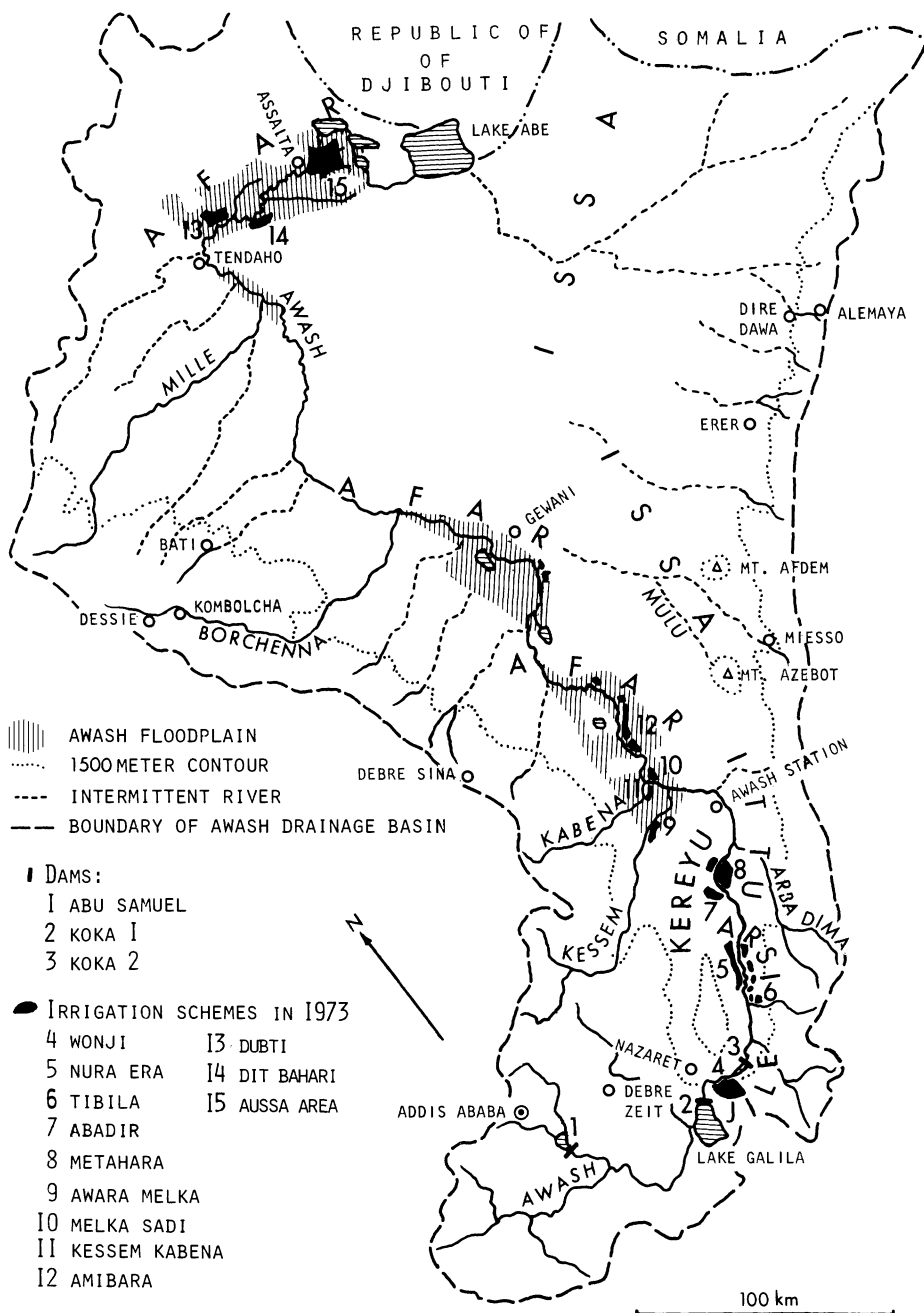 REPUBLIC OF
OF
DJIBOUTI
SOMALIA
ASSAITA
LAKE ABE
AFAR
ISSA
13
14
15
TENDAHO
AWASH
MILLE
DIRE
DAWA
ALEMAYA
ERER
AFAR
GEWANI
ISSA
BATI
MT. AFDEM
MULU
DESSIE
KOMBOLCHA
BORCHENNA
MIESSO
MT. AZEBOT
AFAR
12
10
11
9
DEBRE SINA
KABENA
AWASH STATION
ITTU
KEREYU
8
7
ARBA DIMA
KESSEM
ARSI
5
6
3
4
LE
NAZARET
DEBRE
ZEIT
2
ADDIS ABABA
1
LAKE GALILA
AWASH
AWASH FLOODPLAIN
1500 METER CONTOUR
INTERMITTENT RIVER
BOUNDARY OF AWASH DRAINAGE BASIN
DAMS:
1 ABU SAMUEL
2 KOKA I
3 KOKA 2
IRRIGATION SCHEMES IN 1973
4 WONJI
5 NURA ERA
6 TIBILA
7 ABADIR
8 METAHARA
9 AWARA MELKA
10 MELKA SADI
11 KESSEM KABENA
12 AMIBARA
13 DUBTI
14 DIT BAHARI
15 AUSSA AREA
N
100 km